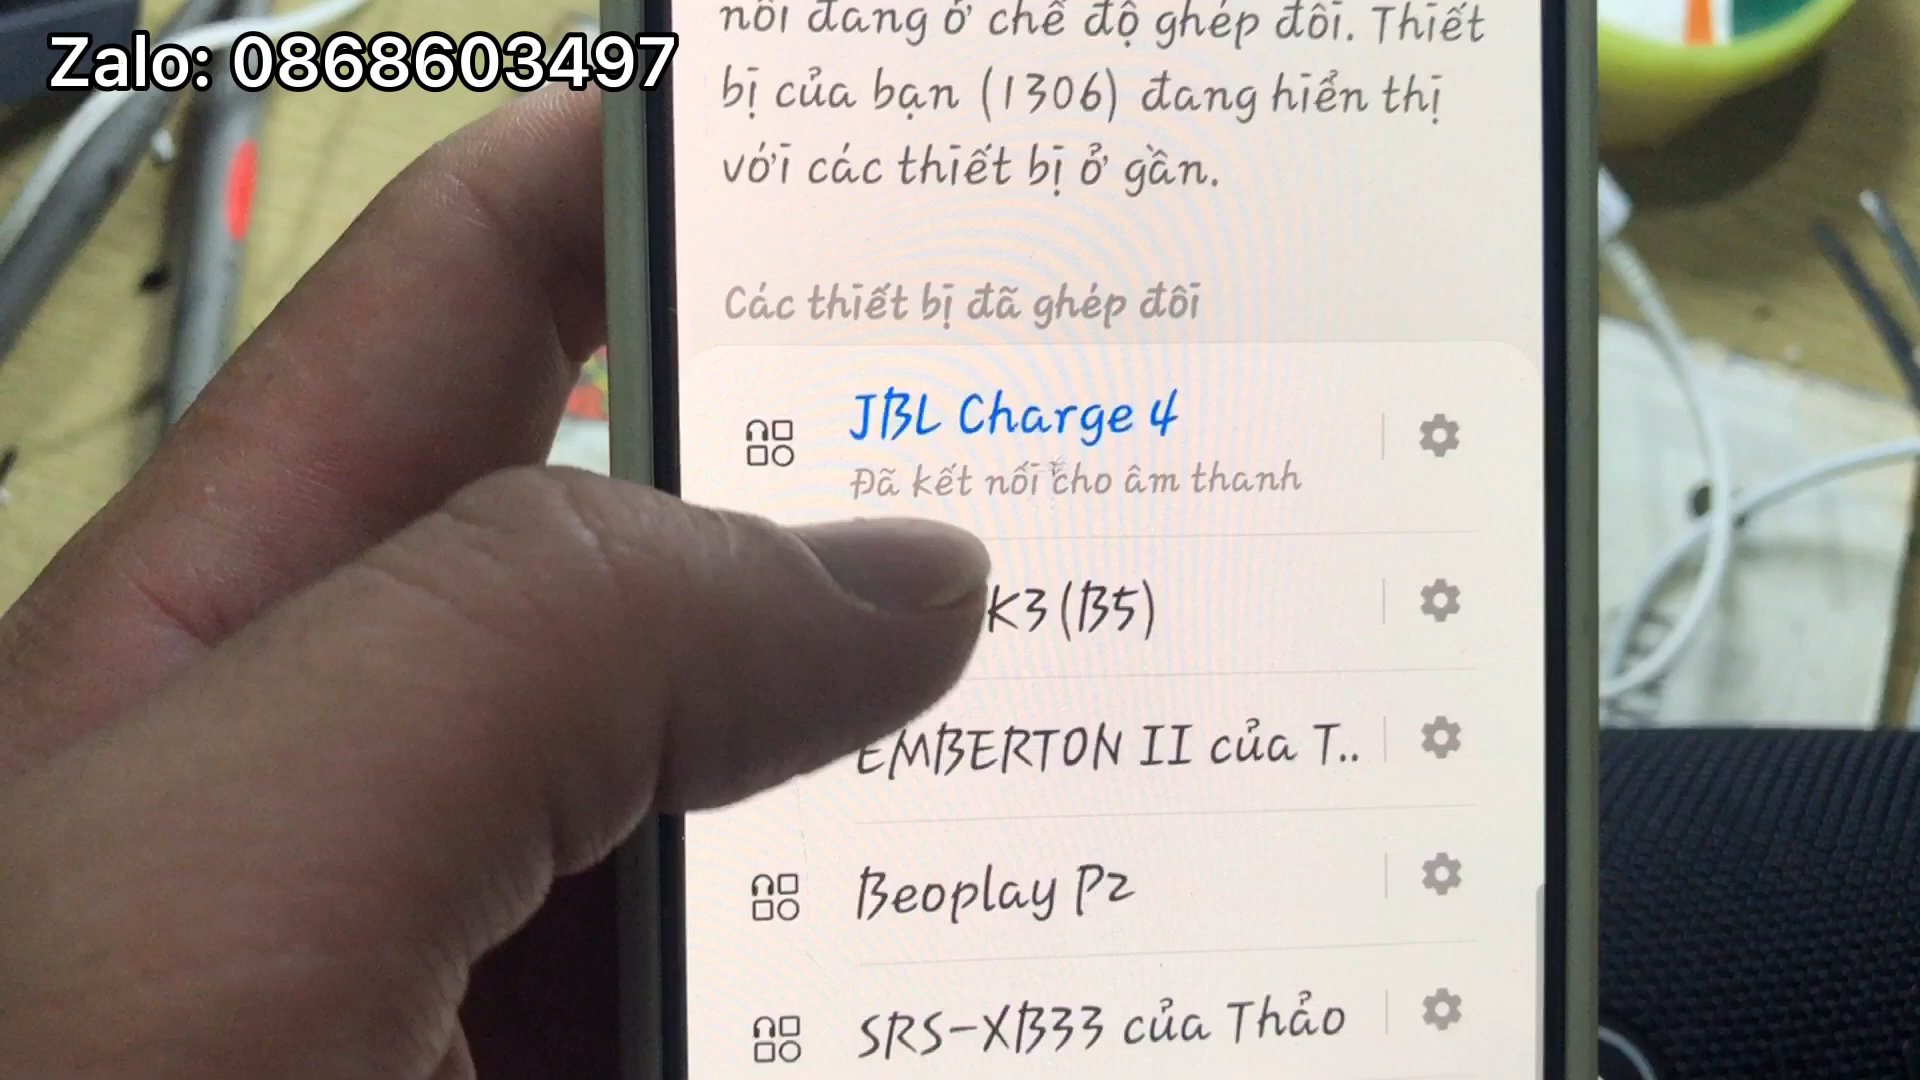 Zalo: 0868603497
nối đang ở chế độ ghép đôi. Thiết
bị của bạn (1306) đang hiển thị
với các thiết bị ở gần.
Các thiết bị đã ghép đôi
JBL Charge 4
Đã kết nối cho âm thanh
K3 (B5)
EMBERTON II của T..
Beoplay P2
SRS-XB33 của Thảo